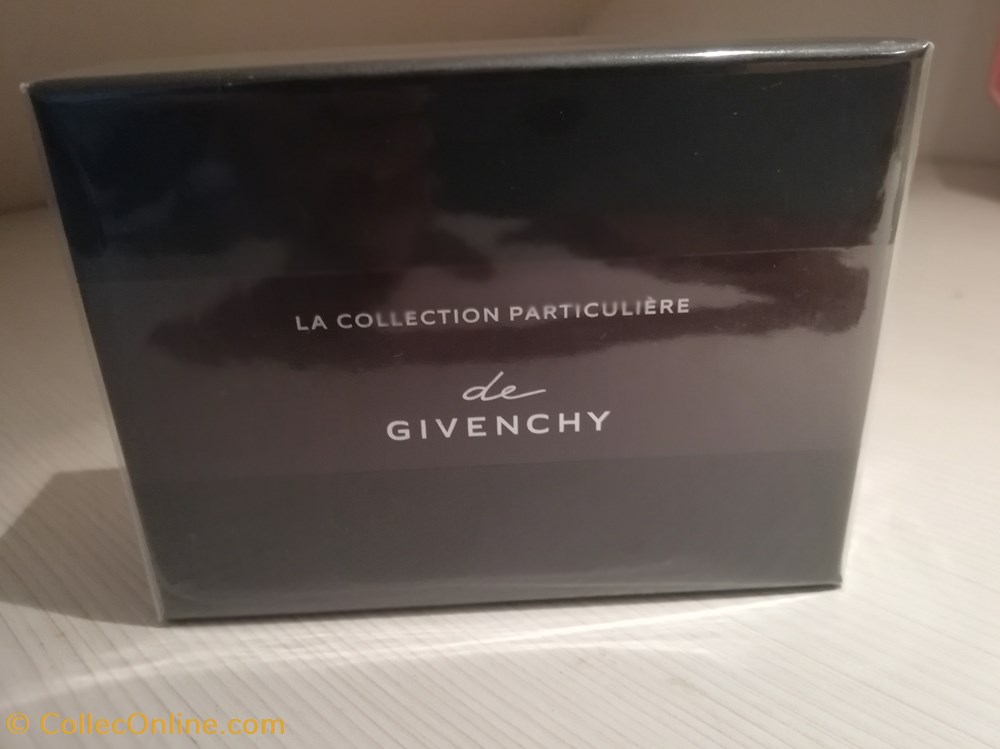 LA COLLECTION PARTICULIÈRE
de
GIVENCHY
© CollecOnline.com